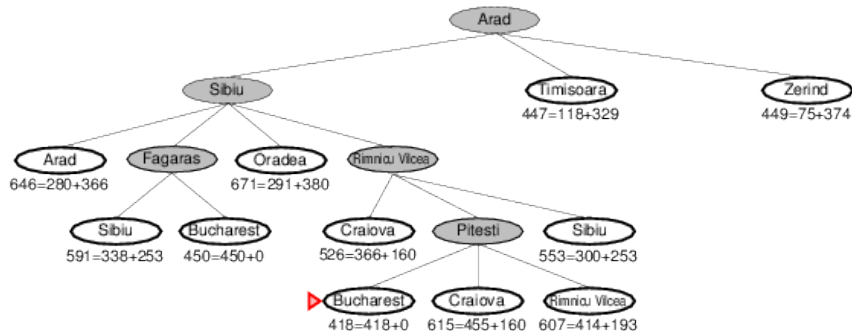 Arad
Sibiu
Timisoara
Zerind
447=118+329
449=75+374
Arad
Fagaras
Oradea
Rimnicu Vilcea
646=280+366
671=291+380
Sibiu
Bucharest
Craiova
Pitesti
Sibiu
591=338+253
450=450+0
526=366+160
553=300+253
Bucharest
Craiova
Rimnicu Vilcea
418=418+0
615=455+160
607=414+193